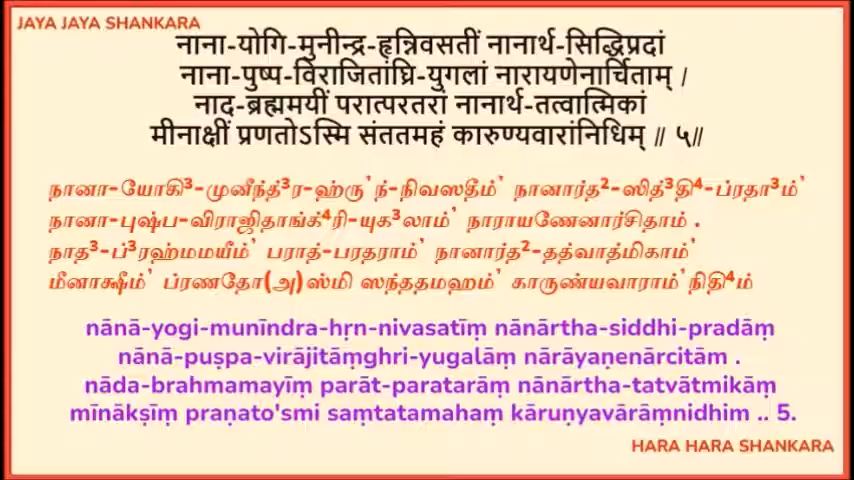 JAYA JAYA SHANKARA
नाना-योगि-मुनीन्द्र-हृन्निवसतीं नानार्थ-सिद्धिप्रदां
नाना-पुष्प-विराजितांघ्रि-युगलां नारायणेनार्चिताम् ।
नाद-ब्रह्ममयीं परात्परतरां नानार्थ-तत्वात्मिकां
मीनाक्षीं प्रणतोऽस्मि संततमहं कारुण्यवारांनिधिम् ॥ ५॥
நானா-யோகி³-முனீந்த்³ர-ஹ்ரு'ந்-நிவஸதீம்' நானார்த²-ஸித்³தி⁴-ப்ரதா³ம்'
நானா-புஷ்ப-விராஜிதாங்க்⁴ரி-யுக³லாம்' நாராயணேனார்சிதாம் .
நாத³-ப்³ரஹ்மமயீம்' பராத்-பரதராம்' நானார்த²-தத்வாத்மிகாம்'
மீனாக்ஷீம்' ப்ரணதோ(அ)ஸ்மி ஸந்ததமஹம்' காருண்யவாராம்'நிதி⁴ம்
nānā-yogi-munīndra-hṛn-nivasatīṃ nānārtha-siddhi-pradāṃ
nānā-puṣpa-virājitāṃghri-yugalāṃ nārāyaṇenārcitām .
nāda-brahmamayīṃ parāt-paratarāṃ nānārtha-tatvātmikāṃ
mīnākṣīṃ praṇato'smi saṃtatamahaṃ kāruṇyavārāṃnidhim .. 5.
HARA HARA SHANKARA